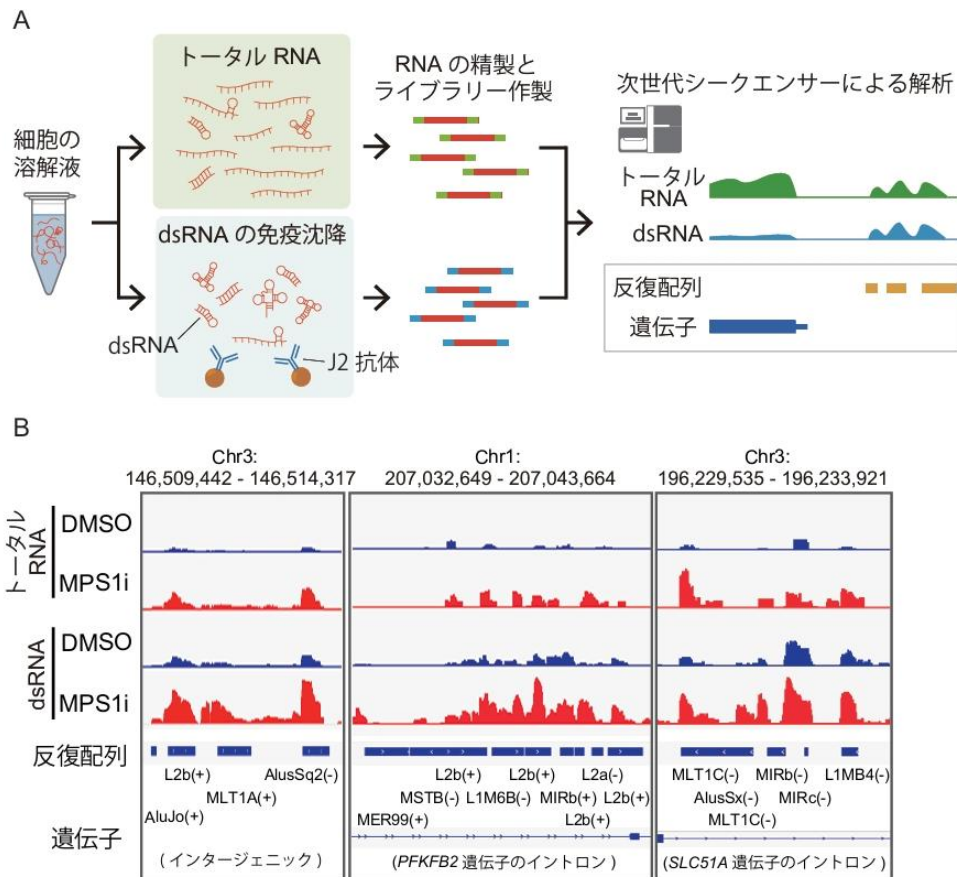 A
トータル RNA
RNA の精製と
ライブラリー作製
次世代シークエンサーによる解析
細胞の
溶解液
トータル
RNA
dsRNA
dsRNA の免疫沈降
反復配列
遺伝子
dsRNA
J2 抗体
B
Chr3:
146,509,442 - 146,514,317
Chr1:
207,032,649 - 207,043,664
Chr3:
196,229,535 - 196,233,921
トータル
RNA
DMSO
MPS1i
dsRNA
DMSO
MPS1i
反復配列
L2b(+)
AlusSq2(-)
MLT1A(+)
AluJo(+)
L2b(+)
L2b(+)
L2a(-)
MSTB(-)
L1M6B(-)
MIRb(+)
L2b(+)
MER99(+)
L2b(+)
MLT1C(-)
MIRb(-)
L1MB4(-)
AlusSx(-)
MIRc(-)
MLT1C(-)
遺伝子
( インタージェニック )
(PFKFB2 遺伝子のイントロン )
(SLC51A 遺伝子のイントロン )